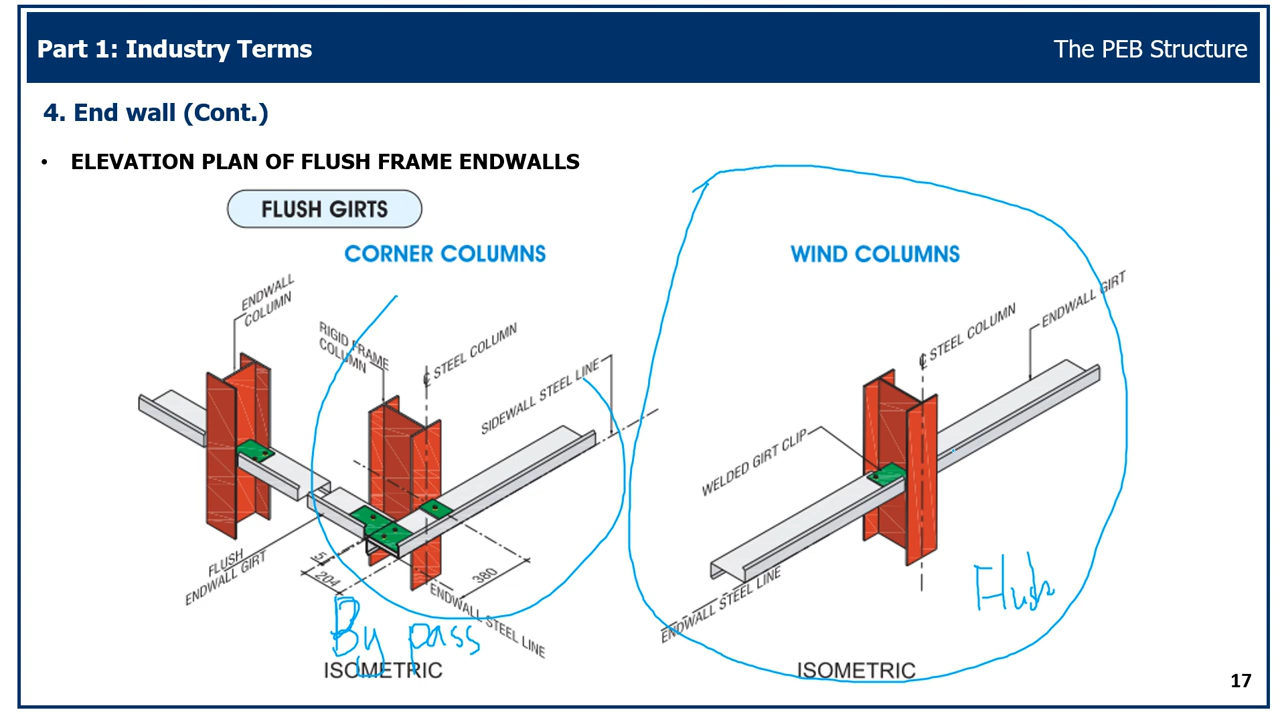 Part 1: Industry Terms
The PEB Structure
4. End wall (Cont.)
• ELEVATION PLAN OF FLUSH FRAME ENDWALLS
FLUSH GIRTS
CORNER COLUMNS
WIND COLUMNS
ENDWALL
COLUMN
RIGID FRAME
COLUMN
℄ STEEL COLUMN
SIDEWALL STEEL LINE
FLUSH
ENDWALL GIRT
51
204
380
ENDWALL STEEL LINE
By pass
ISOMETRIC
℄ STEEL COLUMN
ENDWALL GIRT
WELDED GIRT CLIP
ENDWALL STEEL LINE
Flush
ISOMETRIC
17